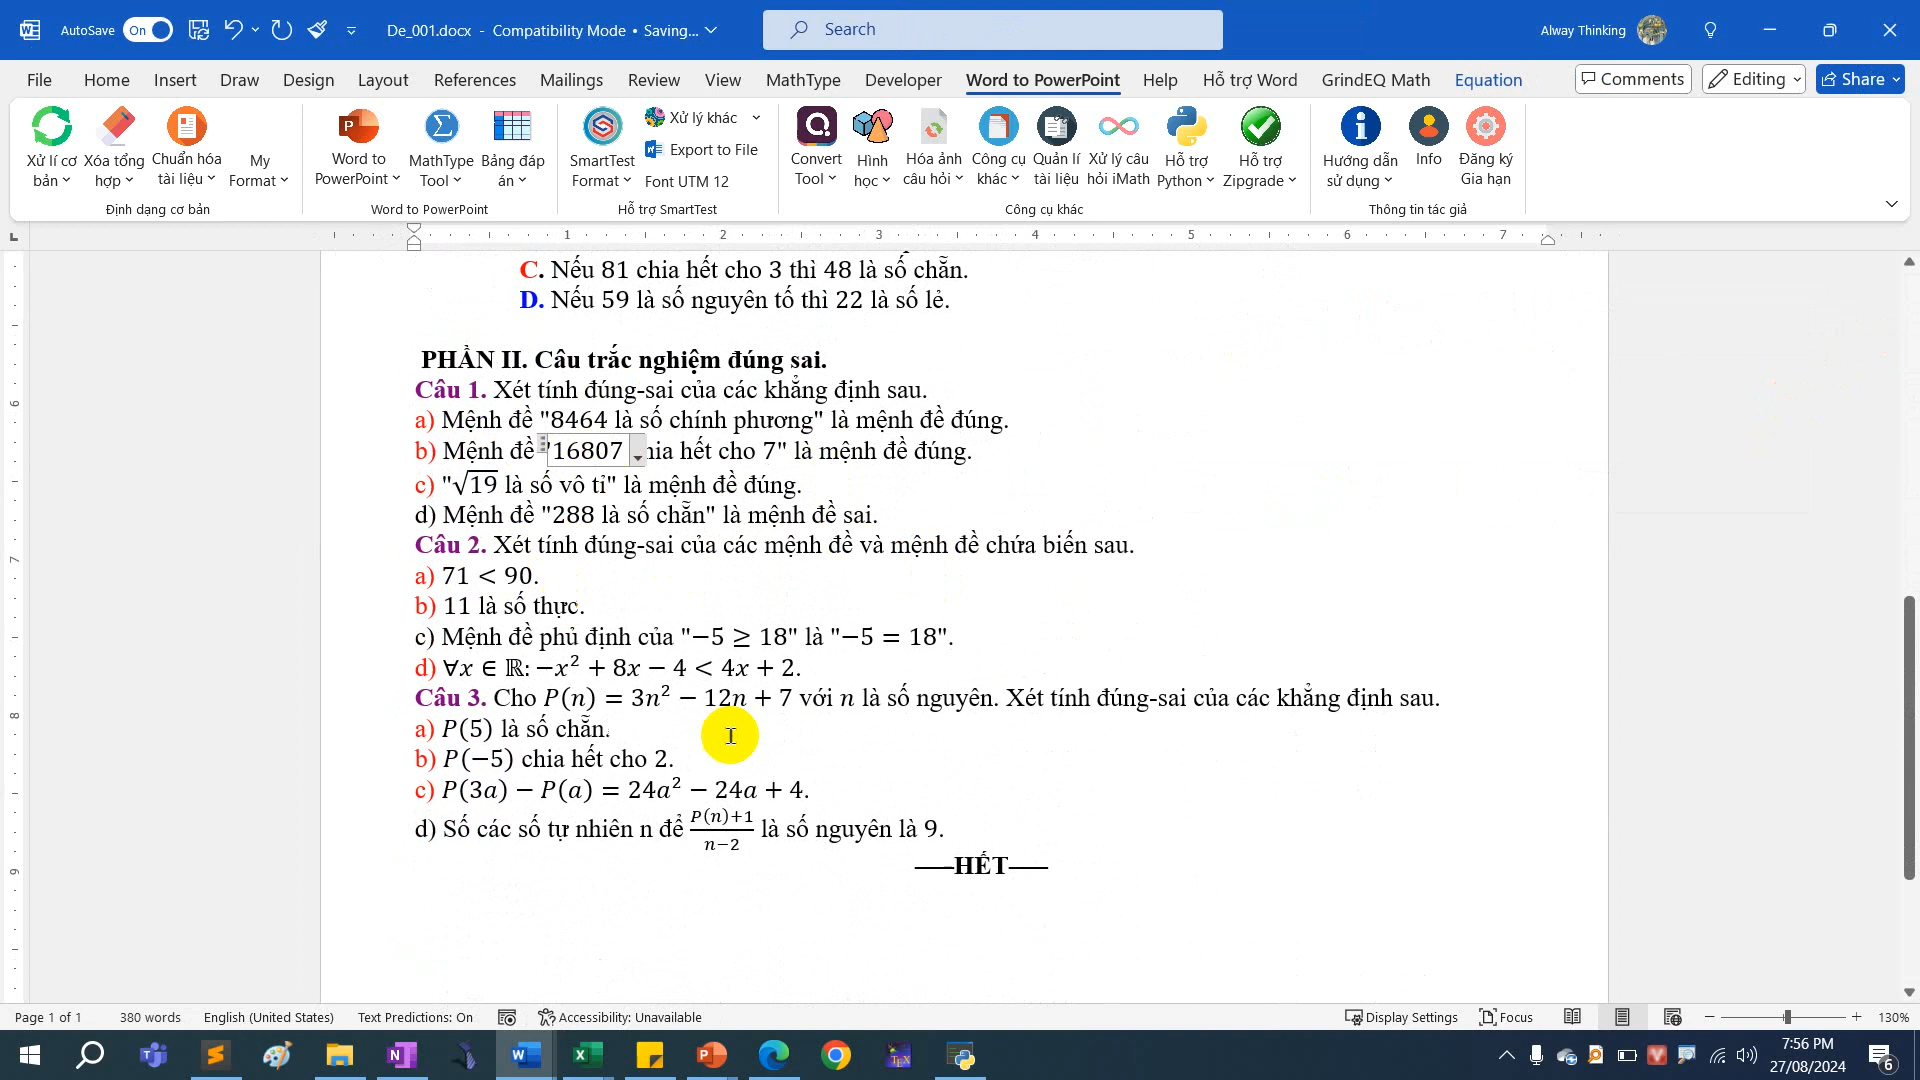 AutoSave On De_001.docx - Compatibility Mode • Saving... Search Alway Thinking
File Home Insert Draw Design Layout References Mailings Review View MathType Developer Word to PowerPoint Help Hỗ trợ Word GrindEQ Math Equation Comments Editing Share
Xử lí cơ bản Xóa tổng hợp Chuẩn hóa tài liệu My Format
Định dạng cơ bản
Word to PowerPoint MathType Tool Bảng đáp án
Word to PowerPoint
SmartTest Format Xử lý khác Export to File Font UTM 12
Hỗ trợ SmartTest
Convert Tool Hình học Hóa ảnh câu hỏi Công cụ khác Quản lí tài liệu Xử lý câu hỏi iMath Hỗ trợ Python Hỗ trợ Zipgrade
Công cụ khác
Hướng dẫn sử dụng Info Đăng ký Gia hạn
Thông tin tác giả
1 2 3 4 5 6 7
C. Nếu 81 chia hết cho 3 thì 48 là số chẵn.
D. Nếu 59 là số nguyên tố thì 22 là số lẻ.
PHẦN II. Câu trắc nghiệm đúng sai.
Câu 1. Xét tính đúng-sai của các khẳng định sau.
a) Mệnh đề "8464 là số chính phương" là mệnh đề đúng.
b) Mệnh đề "16807 hia hết cho 7" là mệnh đề đúng.
c) "√19 là số vô tỉ" là mệnh đề đúng.
d) Mệnh đề "288 là số chẵn" là mệnh đề sai.
Câu 2. Xét tính đúng-sai của các mệnh đề và mệnh đề chứa biến sau.
a) 71 < 90.
b) 11 là số thực.
c) Mệnh đề phủ định của "−5 ≥ 18" là "−5 = 18".
d) ∀x ∈ ℝ: −x² + 8x − 4 < 4x + 2.
Câu 3. Cho P(n) = 3n² − 12n + 7 với n là số nguyên. Xét tính đúng-sai của các khẳng định sau.
a) P(5) là số chẵn.
b) P(−5) chia hết cho 2.
c) P(3a) − P(a) = 24a² − 24a + 4.
d) Số các số tự nhiên n để (P(n)+1)/(n−2) là số nguyên là 9.
-----HẾT-----
6
7
8
9
Page 1 of 1 380 words English (United States) Text Predictions: On Accessibility: Unavailable Display Settings Focus 130%
7:56 PM
27/08/2024
6